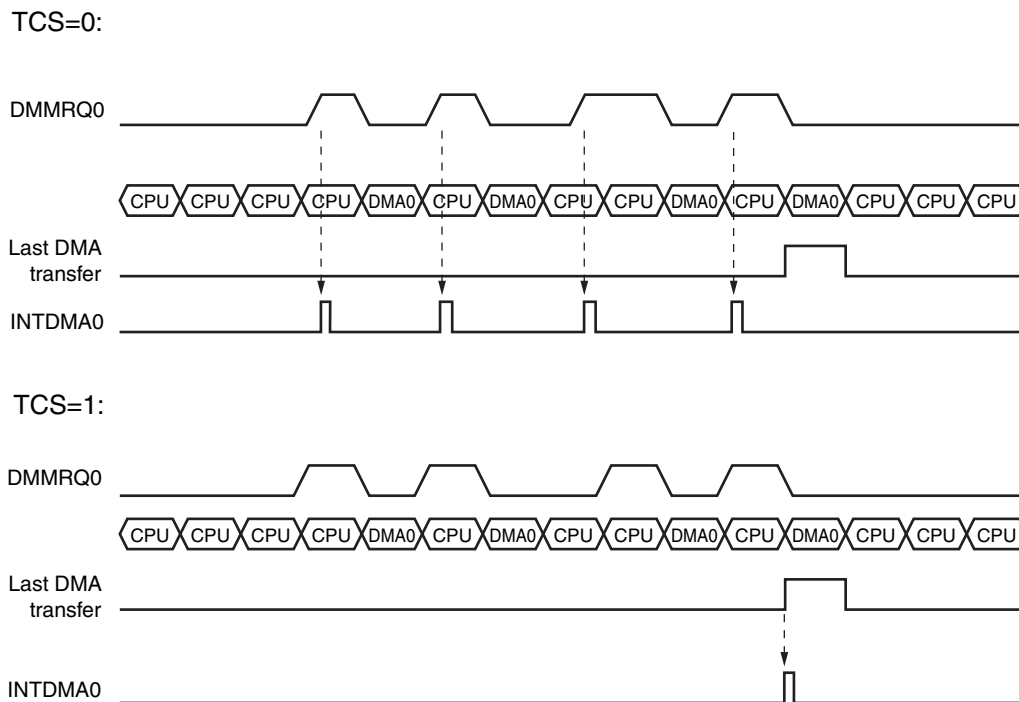 TCS=0:
DMMRQ0
CPU CPU CPU CPU DMA0 CPU DMA0 CPU CPU DMA0 CPU DMA0 CPU CPU CPU
Last DMA
transfer
INTDMA0
TCS=1:
DMMRQ0
CPU CPU CPU CPU DMA0 CPU DMA0 CPU CPU DMA0 CPU DMA0 CPU CPU CPU
Last DMA
transfer
INTDMA0